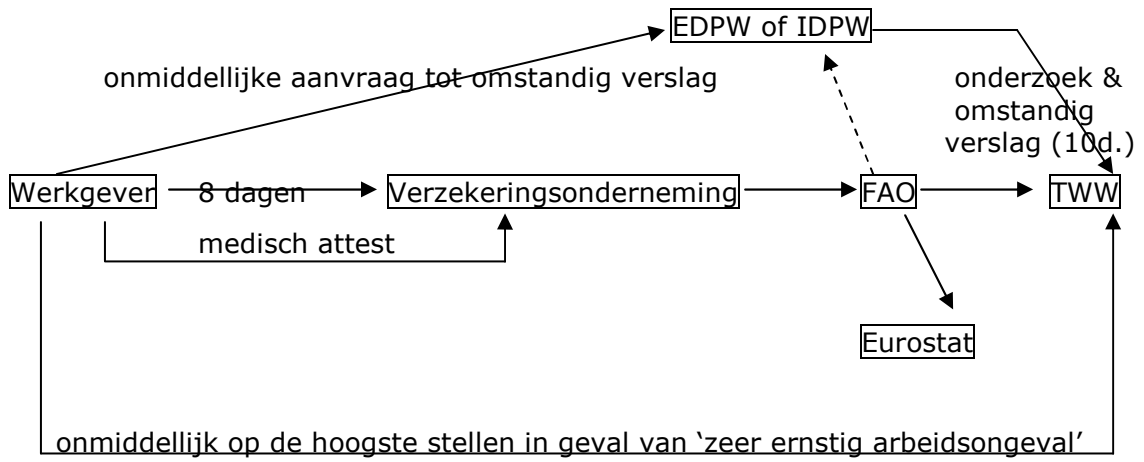 EDPW of IDPW
onmiddellijke aanvraag tot omstandig verslag
onderzoek &
omstandig
verslag (10d.)
Werkgever
8 dagen
Verzekeringsonderneming
FAO
TWW
medisch attest
Eurostat
onmiddellijk op de hoogste stellen in geval van ‘zeer ernstig arbeidsongeval’